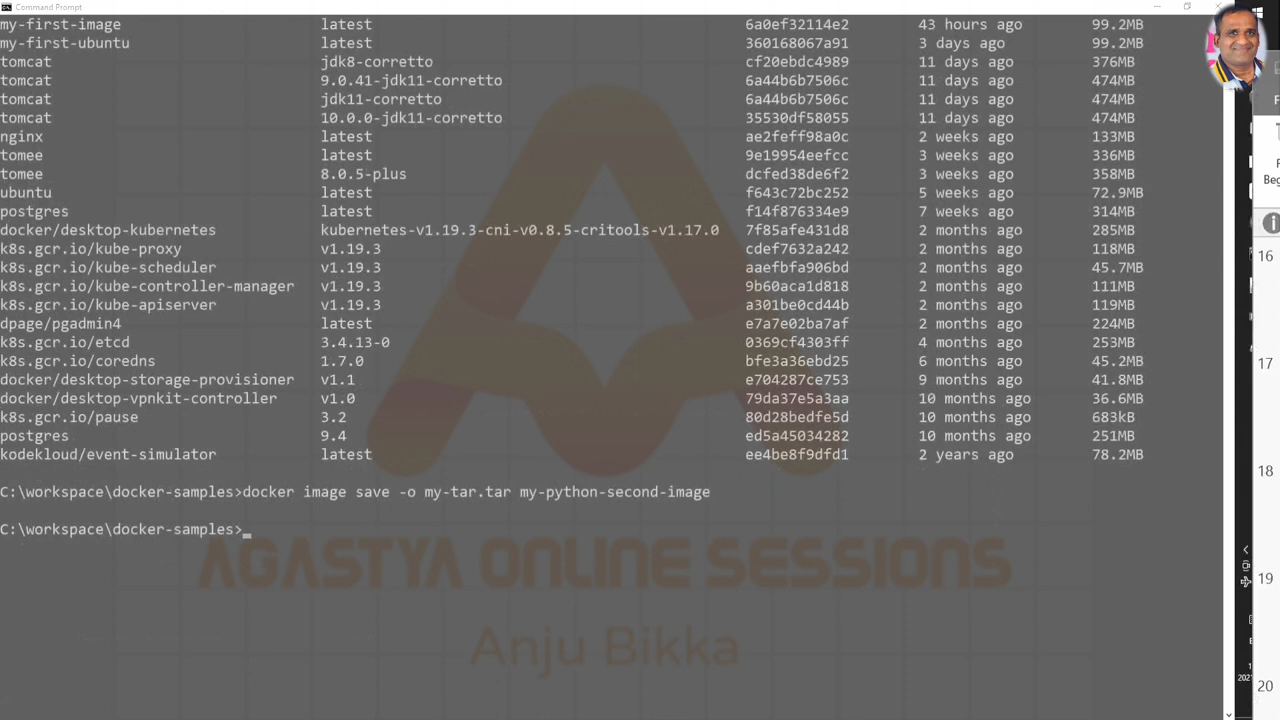 Command Prompt
my-first-image latest 6a0ef32114e2 43 hours ago 99.2MB
my-first-ubuntu latest 360168067a91 3 days ago 99.2MB
tomcat jdk8-corretto cf20ebdc4989 11 days ago 376MB
tomcat 9.0.41-jdk11-corretto 6a44b6b7506c 11 days ago 474MB
tomcat jdk11-corretto 6a44b6b7506c 11 days ago 474MB
tomcat 10.0.0-jdk11-corretto 35530df58055 11 days ago 474MB
nginx latest ae2feff98a0c 2 weeks ago 133MB
tomee latest 9e19954eefcc 3 weeks ago 336MB
tomee 8.0.5-plus dcfed38de6f2 3 weeks ago 358MB
ubuntu latest f643c72bc252 5 weeks ago 72.9MB
postgres latest f14f876334e9 7 weeks ago 314MB
docker/desktop-kubernetes kubernetes-v1.19.3-cni-v0.8.5-critools-v1.17.0 7f85afe431d8 2 months ago 285MB
k8s.gcr.io/kube-proxy v1.19.3 cdef7632a242 2 months ago 118MB
k8s.gcr.io/kube-scheduler v1.19.3 aaefbfa906bd 2 months ago 45.7MB
k8s.gcr.io/kube-controller-manager v1.19.3 9b60aca1d818 2 months ago 111MB
k8s.gcr.io/kube-apiserver v1.19.3 a301be0cd44b 2 months ago 119MB
dpage/pgadmin4 latest e7a7e02ba7af 2 months ago 224MB
k8s.gcr.io/etcd 3.4.13-0 0369cf4303ff 4 months ago 253MB
k8s.gcr.io/coredns 1.7.0 bfe3a36ebd25 6 months ago 45.2MB
docker/desktop-storage-provisioner v1.1 e704287ce753 9 months ago 41.8MB
docker/desktop-vpnkit-controller v1.0 79da37e5a3aa 10 months ago 36.6MB
k8s.gcr.io/pause 3.2 80d28bedfe5d 10 months ago 683kB
postgres 9.4 ed5a45034282 10 months ago 251MB
kodekloud/event-simulator latest ee4be8f9dfd1 2 years ago 78.2MB
C:\workspace\docker-samples>docker image save -o my-tar.tar my-python-second-image
C:\workspace\docker-samples>
AGASTYA ONLINE SESSIONS
Anju Bikka
16
17
18
19
20